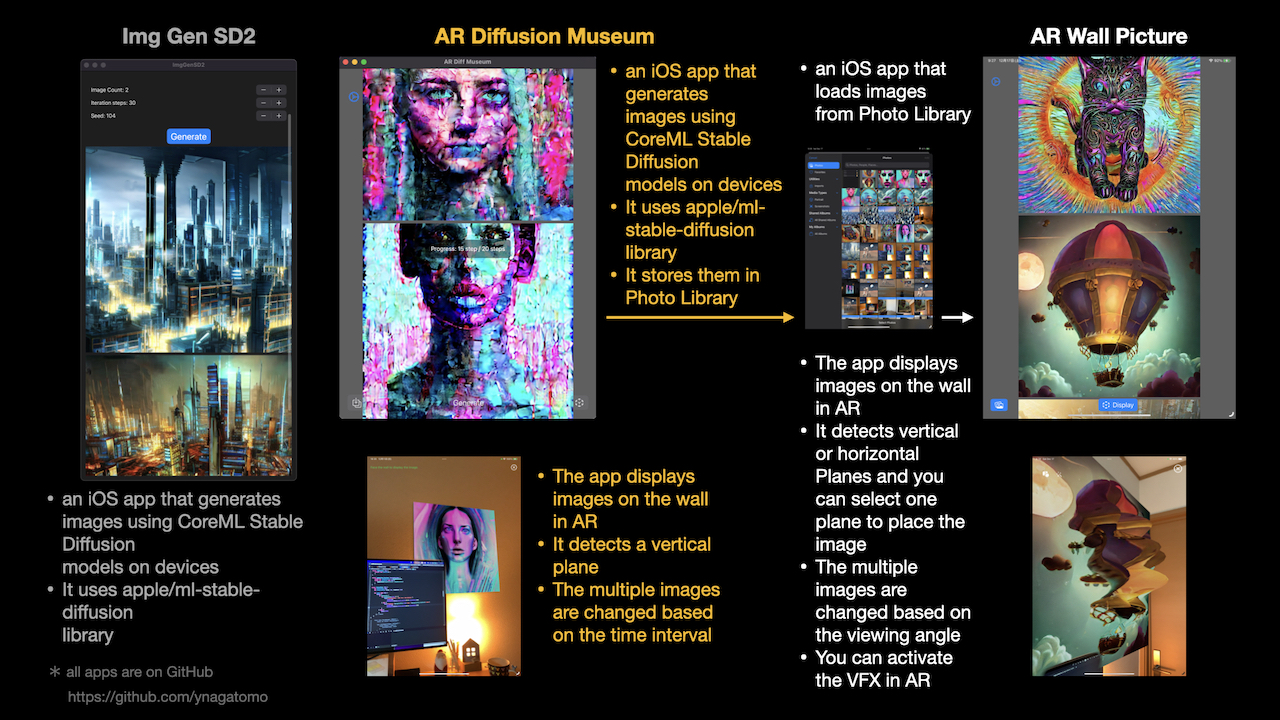 Img Gen SD2
ImgGenSD2
Image Count: 2
Iteration steps: 30
Seed: 104
Generate
• an iOS app that generates
images using CoreML Stable
Diffusion
models on devices
• It uses apple/ml-stable-
diffusion
library
＊ all apps are on GitHub
https://github.com/ynagatomo
AR Diffusion Museum
AR Diff Museum
Progress: 15 step / 20 steps
Generate
• an iOS app that
generates
images using
CoreML Stable
Diffusion
models on devices
• It uses apple/ml-
stable-diffusion
library
• It stores them in
Photo Library
• The app displays
images on the wall
in AR
• It detects a vertical
plane
• The multiple images
are changed based
on the time interval
AR Wall Picture
• an iOS app that
loads images
from Photo Library
Photos
• The app displays
images on the wall
in AR
• It detects vertical
or horizontal
Planes and you
can select one
plane to place the
image
• The multiple
images are
changed based on
the viewing angle
• You can activate
the VFX in AR
Display